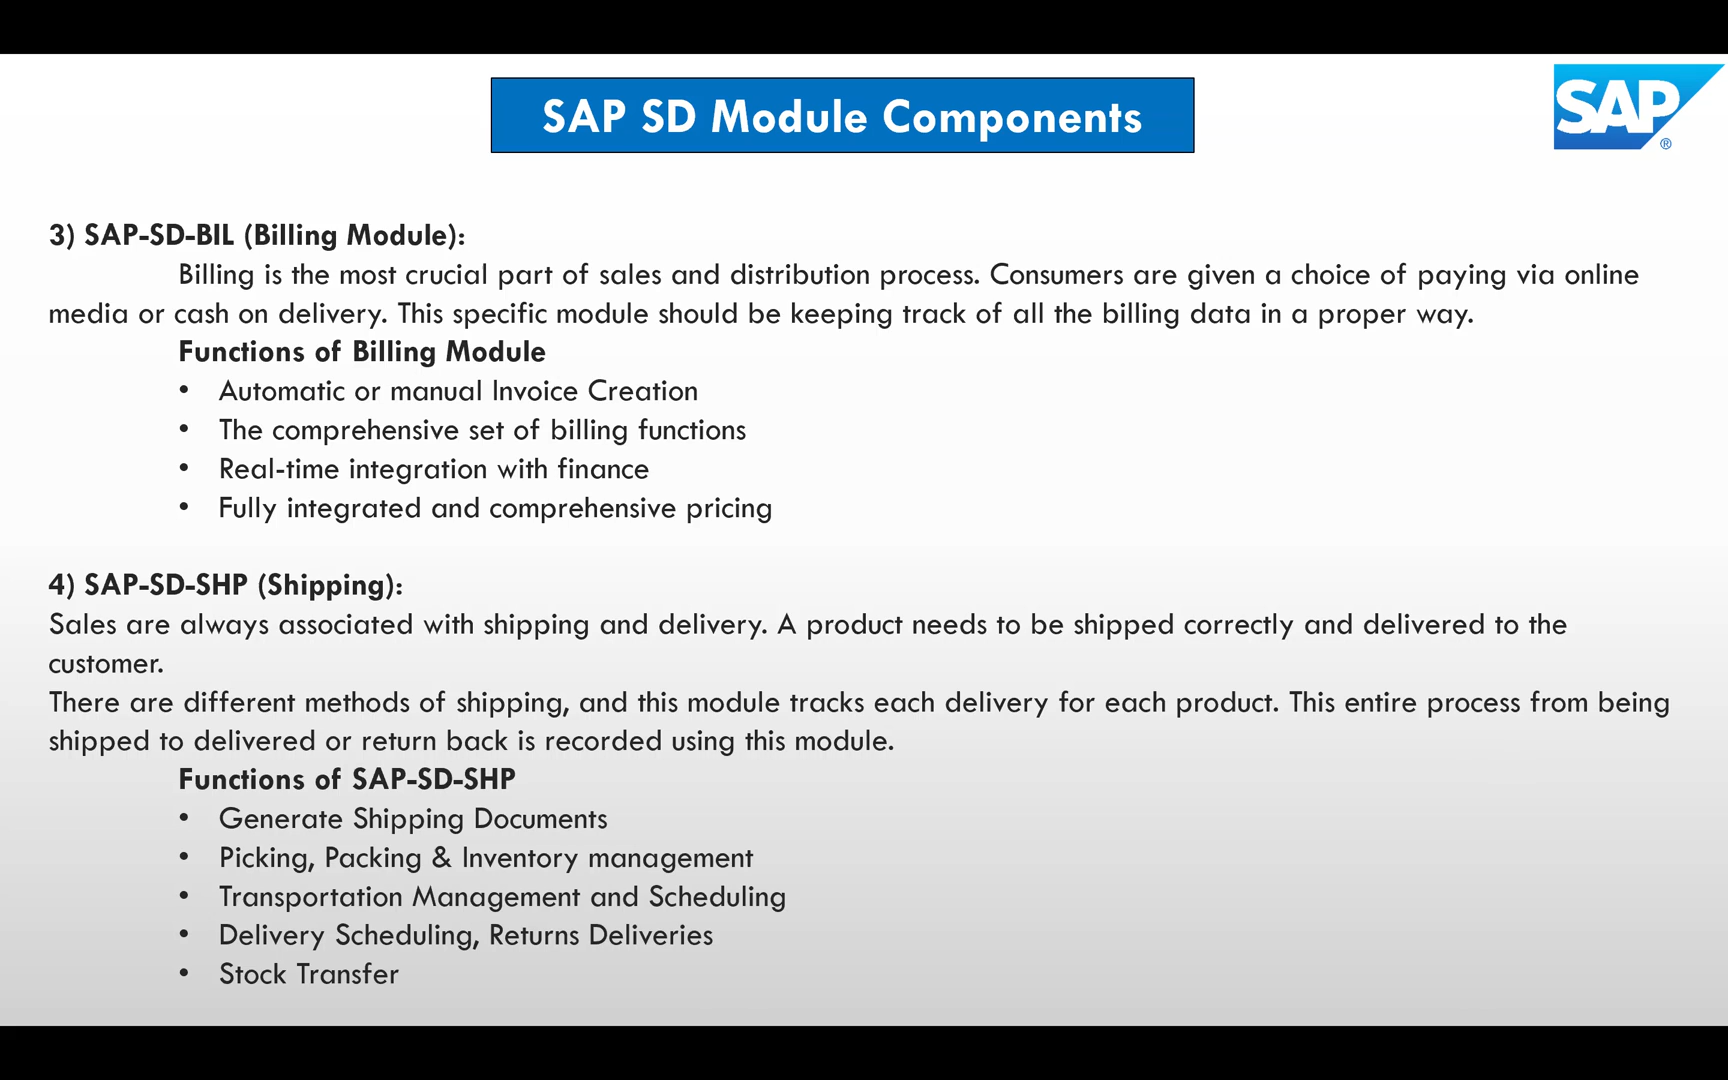 SAP SD Module Components
SAP
®
3) SAP-SD-BIL (Billing Module):
Billing is the most crucial part of sales and distribution process. Consumers are given a choice of paying via online
media or cash on delivery. This specific module should be keeping track of all the billing data in a proper way.
Functions of Billing Module
• Automatic or manual Invoice Creation
• The comprehensive set of billing functions
• Real-time integration with finance
• Fully integrated and comprehensive pricing
4) SAP-SD-SHP (Shipping):
Sales are always associated with shipping and delivery. A product needs to be shipped correctly and delivered to the
customer.
There are different methods of shipping, and this module tracks each delivery for each product. This entire process from being
shipped to delivered or return back is recorded using this module.
Functions of SAP-SD-SHP
• Generate Shipping Documents
• Picking, Packing & Inventory management
• Transportation Management and Scheduling
• Delivery Scheduling, Returns Deliveries
• Stock Transfer